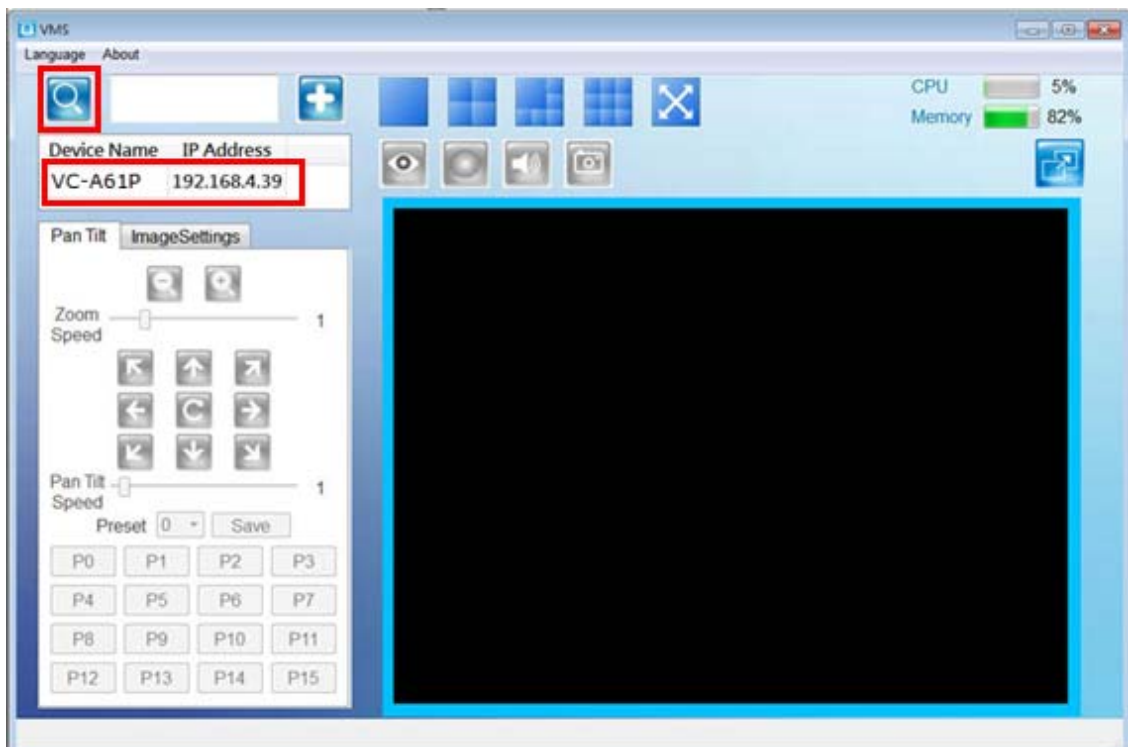 VMS
Language About
CPU 5%
Memory 82%
Device Name IP Address
VC-A61P 192.168.4.39
Pan Tilt ImageSettings
Zoom Speed 1
C
Pan Tilt Speed 1
Preset 0 Save
P0 P1 P2 P3
P4 P5 P6 P7
P8 P9 P10 P11
P12 P13 P14 P15